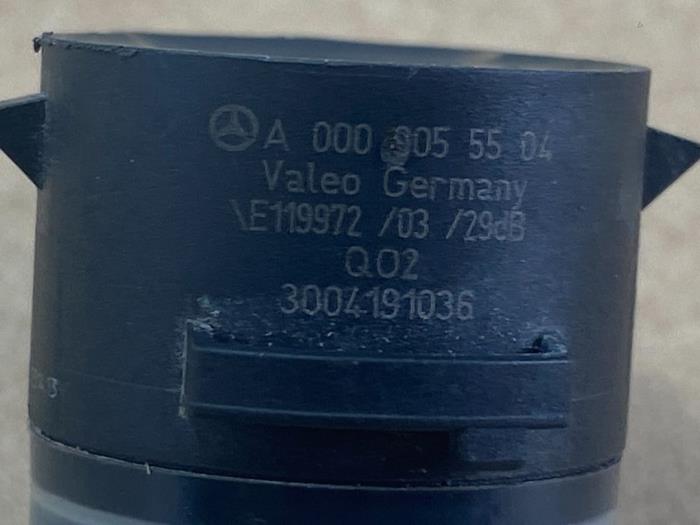 A 000 905 55 04
Valeo Germany
\E119972 /03 /29dB
Q02
3004191036